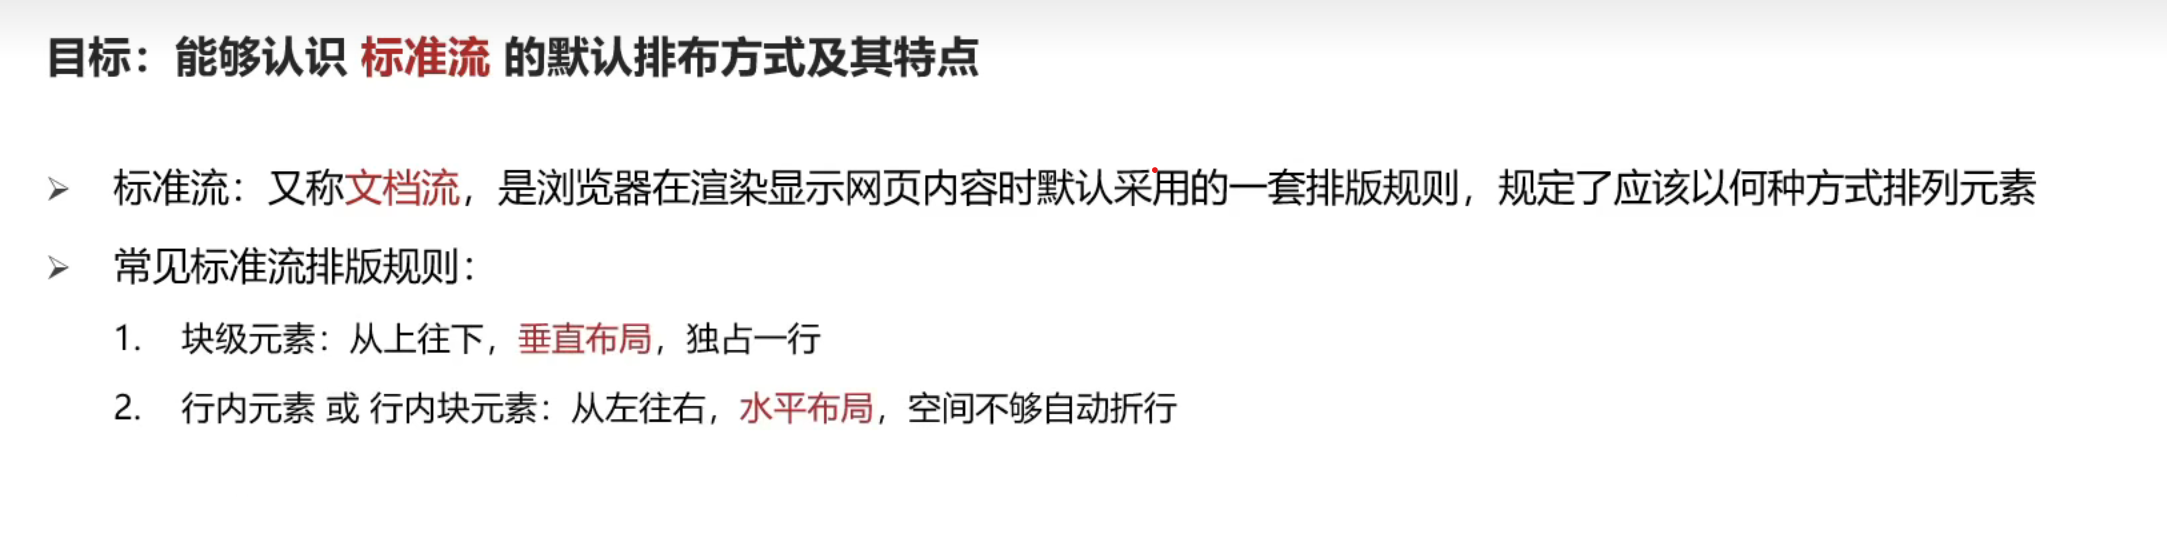 目标：能够认识 标准流 的默认排布方式及其特点
➢ 标准流：又称文档流，是浏览器在渲染显示网页内容时默认采用的一套排版规则，规定了应该以何种方式排列元素
➢ 常见标准流排版规则：
1. 块级元素：从上往下，垂直布局，独占一行
2. 行内元素 或 行内块元素：从左往右，水平布局，空间不够自动折行